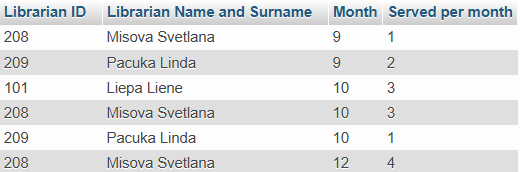 Librarian ID Librarian Name and Surname Month Served per month
208 Misova Svetlana 9 1
209 Pacuka Linda 9 2
101 Liepa Liene 10 3
208 Misova Svetlana 10 3
209 Pacuka Linda 10 1
208 Misova Svetlana 12 4